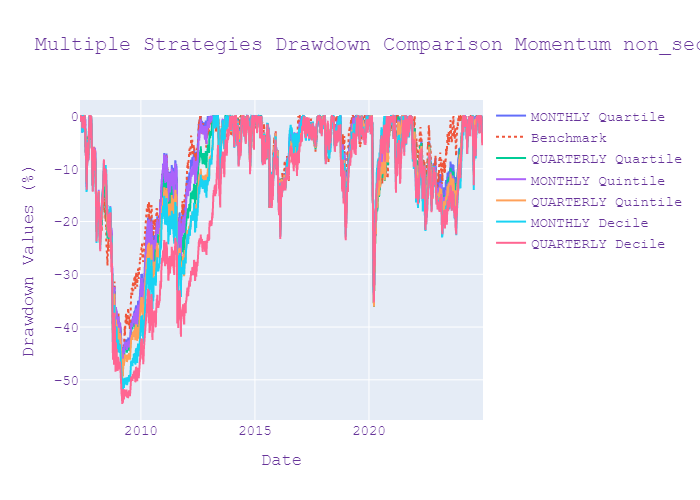 Multiple Strategies Drawdown Comparison Momentum non_sec
MONTHLY Quartile
Benchmark
QUARTERLY Quartile
MONTHLY Quintile
QUARTERLY Quintile
MONTHLY Decile
QUARTERLY Decile
Drawdown Values (%)
0
−10
−20
−30
−40
−50
2010
2015
2020
Date